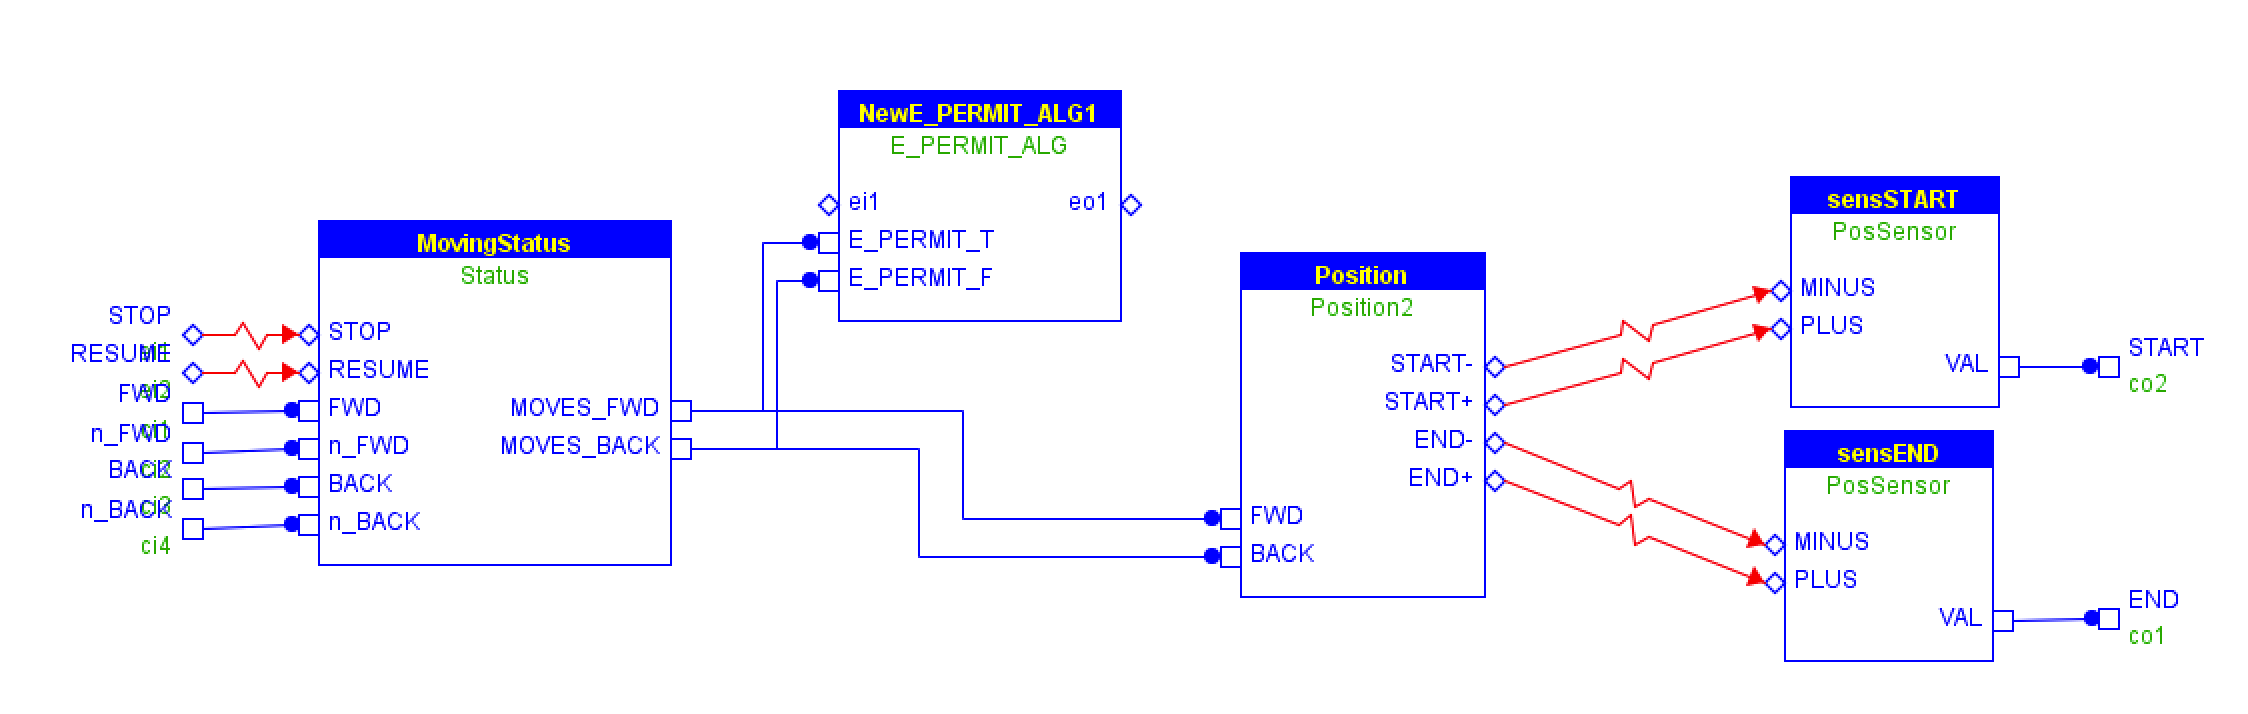 NewE_PERMIT_ALG1
E_PERMIT_ALG
ei1
eo1
E_PERMIT_T
E_PERMIT_F
MovingStatus
Status
STOP
RESUME
FWD
n_FWD
BACK
n_BACK
ci4
STOP
RESUME
FWD
n_FWD
BACK
n_BACK
MOVES_FWD
MOVES_BACK
Position
Position2
START-
START+
END-
END+
FWD
BACK
sensSTART
PosSensor
MINUS
PLUS
VAL
START
co2
sensEND
PosSensor
MINUS
PLUS
VAL
END
co1